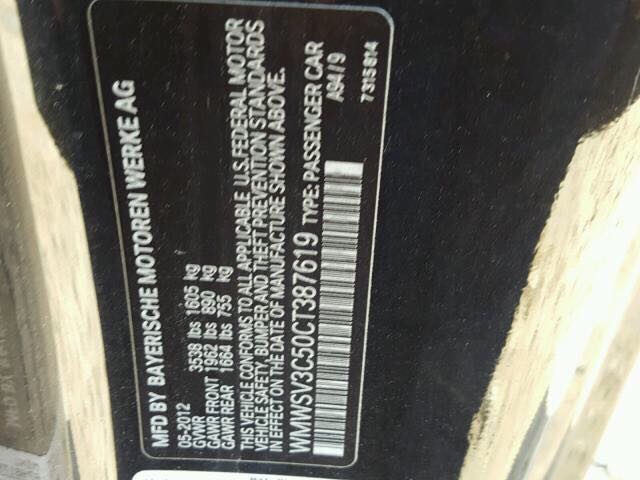 MFD BY BAYERISCHE MOTOREN WERKE AG
05-2012
GVWR 3538 lbs 1605 kg
GAWR FRONT 1962 lbs 890 kg
GAWR REAR 1664 lbs 755 kg
THIS VEHICLE CONFORMS TO ALL APPLICABLE U.S. FEDERAL MOTOR
VEHICLE SAFETY, BUMPER AND THEFT PREVENTION STANDARDS
IN EFFECT ON THE DATE OF MANUFACTURE SHOWN ABOVE.
WMWSV3C50CT387619 TYPE: PASSENGER CAR
A94/9
7315814